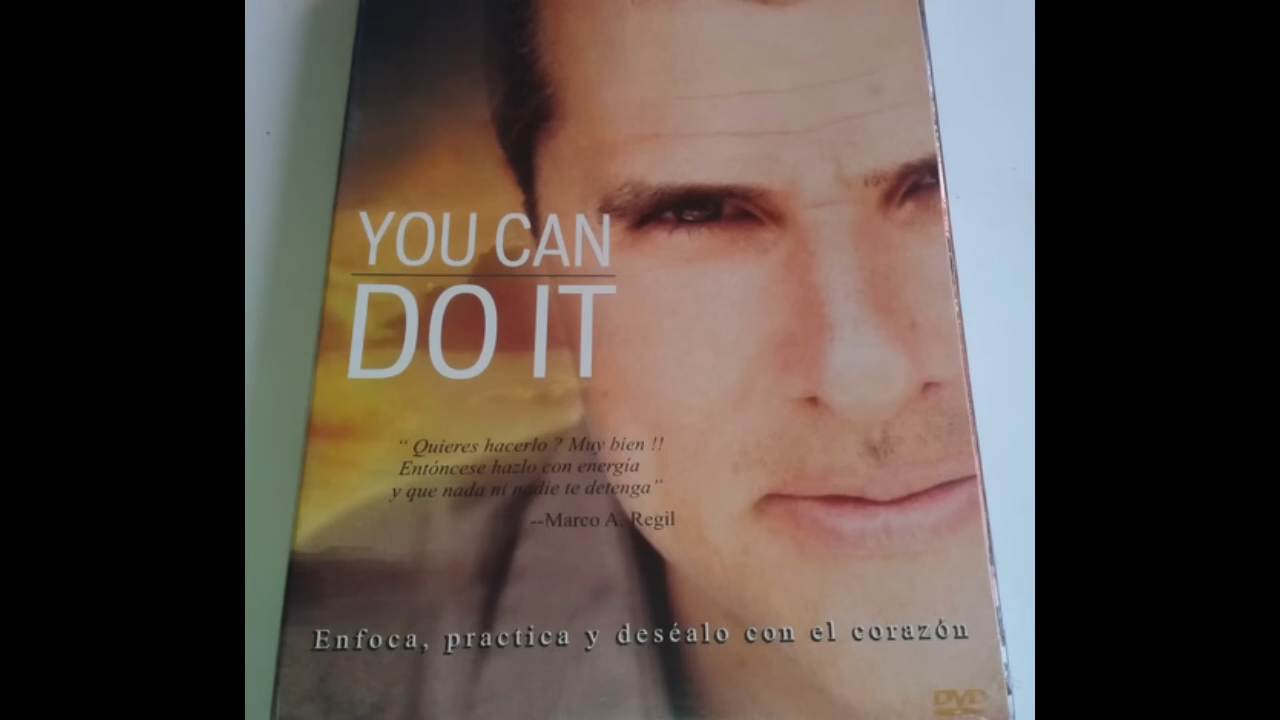 YOU CAN
DO IT
“ Quieres hacerlo ? Muy bien !!
Entóncese hazlo con energía
y que nada ni nadie te detenga”
--Marco A. Regil
Enfoca, practica y deséalo con el corazón
DVD